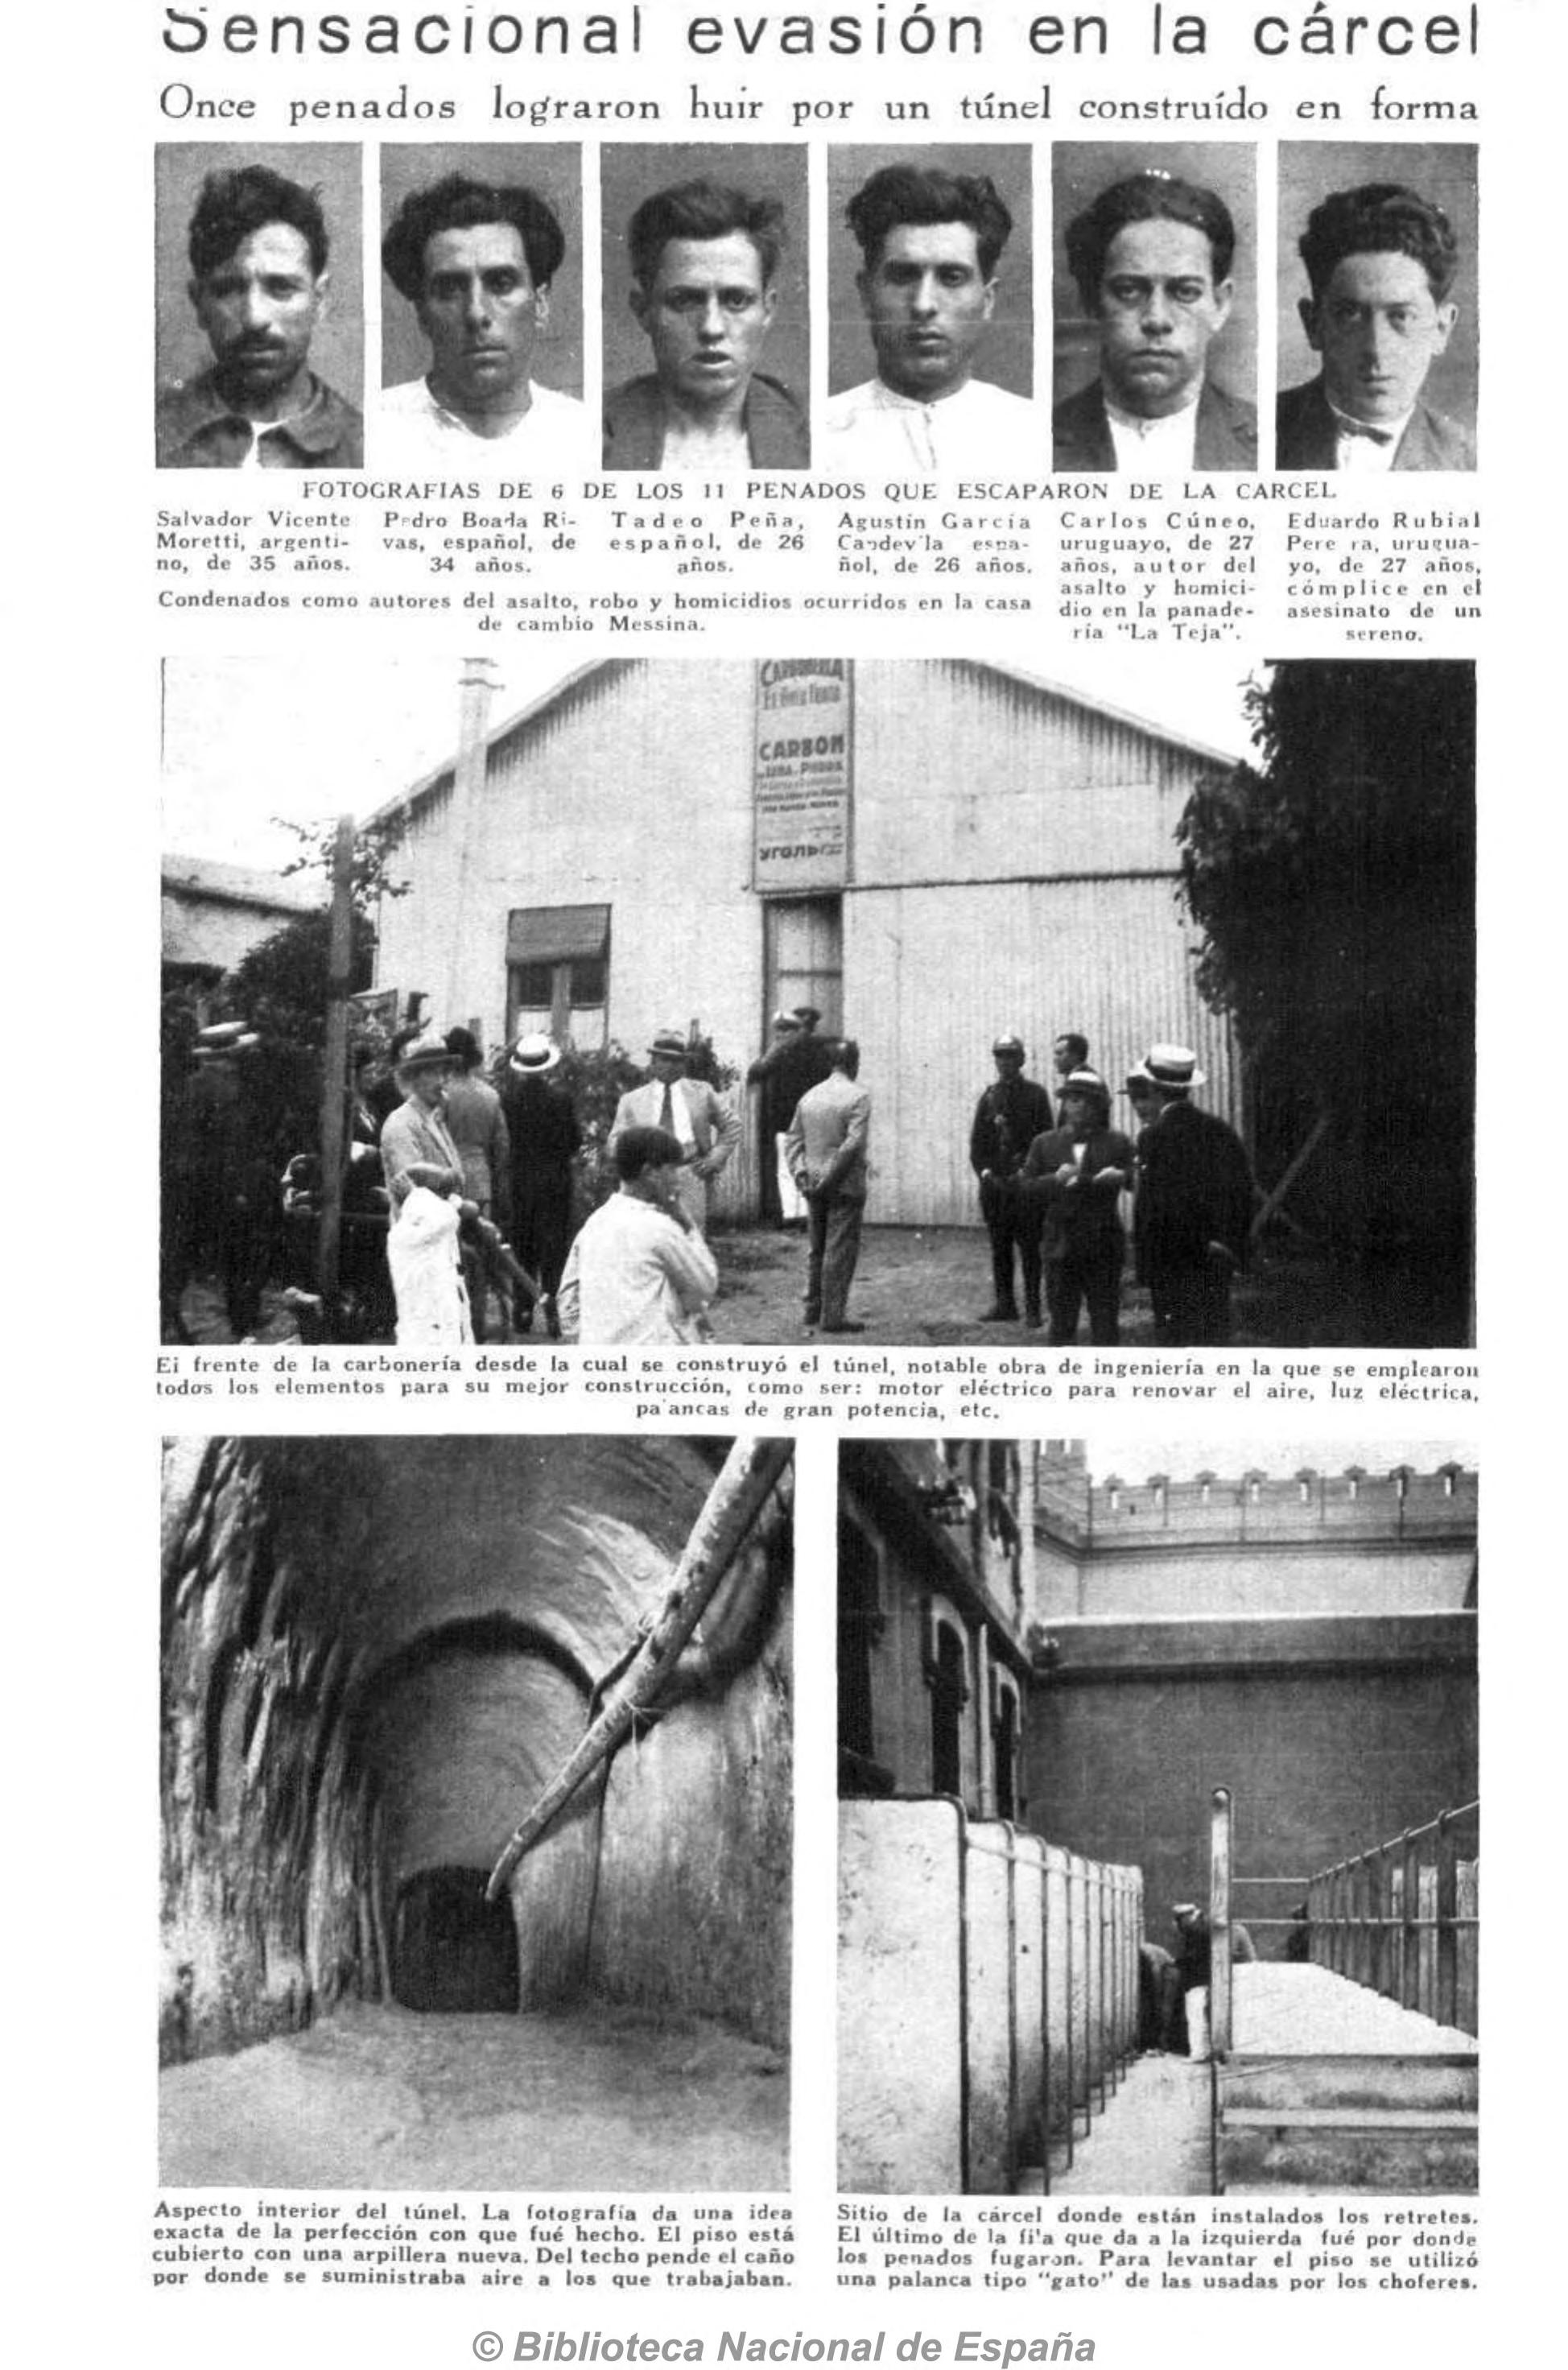 Sensacional evasión en la cárcel
Once penados lograron huir por un túnel construído en forma
FOTOGRAFIAS DE 6 DE LOS 11 PENADOS QUE ESCAPARON DE LA CARCEL
Salvador Vicente
Moretti, argenti-
no, de 35 años.
Pedro Boada Ri-
vas, español, de
34 años.
Tadeo Peña,
español, de 26
años.
Agustín García
Capdev'la espa-
ñol, de 26 años.
Condenados como autores del asalto, robo y homicidios ocurridos en la casa
de cambio Messina.
Carlos Cúneo,
uruguayo, de 27
años, autor del
asalto y homici-
dio en la panade-
ría "La Teja".
Eduardo Rubial
Pere ra, urugua-
yo, de 27 años,
cómplice en el
asesinato de un
sereno.
CARBONERIA
CARBON
Ei frente de la carbonería desde la cual se construyó el túnel, notable obra de ingeniería en la que se emplearon
todos los elementos para su mejor construcción, como ser: motor eléctrico para renovar el aire, luz eléctrica,
pa'ancas de gran potencia, etc.
Aspecto interior del túnel. La fotografía da una idea
exacta de la perfección con que fué hecho. El piso está
cubierto con una arpillera nueva. Del techo pende el caño
por donde se suministraba aire a los que trabajaban.
Sitio de la cárcel donde están instalados los retretes.
El último de la fi'a que da a la izquierda fué por donde
los penados fugaron. Para levantar el piso se utilizó
una palanca tipo "gato" de las usadas por los choferes.
© Biblioteca Nacional de España